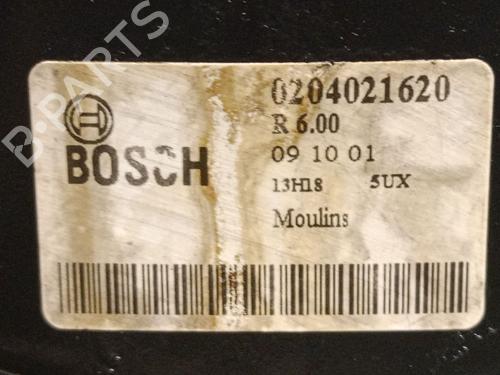 B-PARTS
BOSCH
0204021620
R 6.00
09 10 01
13H18 5UX
Moulins